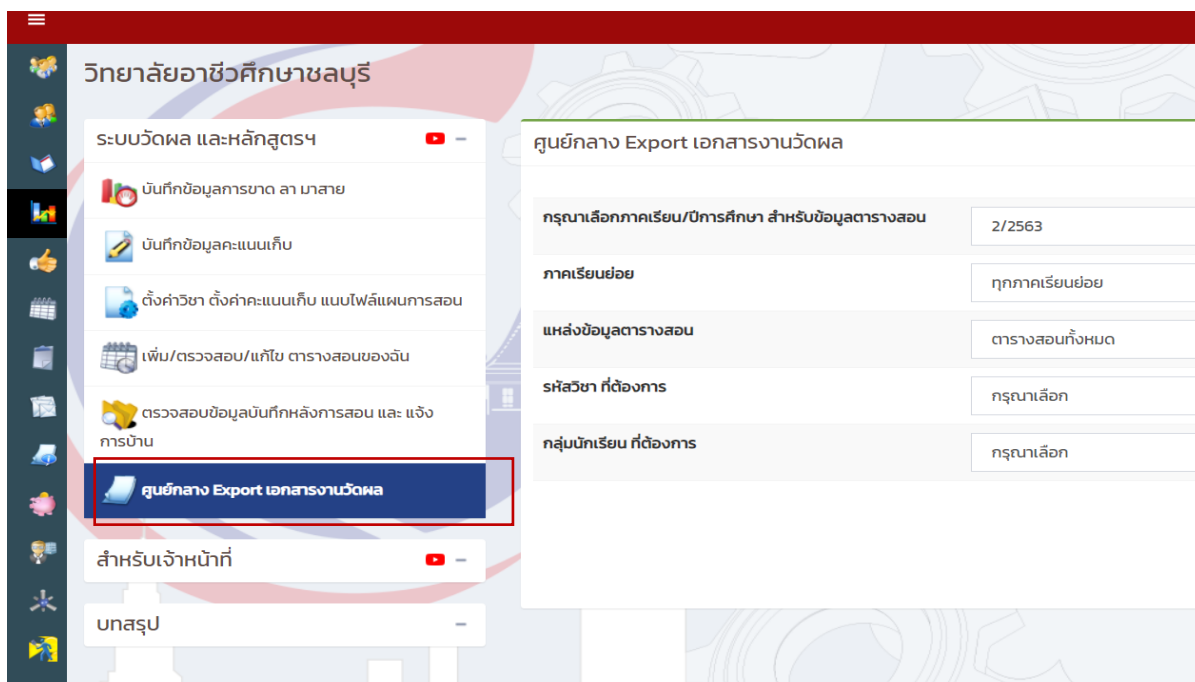 วิทยาลัยอาชีวศึกษาชลบุรี
ระบบวัดผล และหลักสูตรฯ
บันทึกข้อมูลการขาด ลา มาสาย
บันทึกข้อมูลคะแนนเก็บ
ตั้งค่าวิชา ตั้งค่าคะแนนเก็บ แนบไฟล์แผนการสอน
เพิ่ม/ตรวจสอบ/แก้ไข ตารางสอนของฉัน
ตรวจสอบข้อมูลบันทึกหลังการสอน และ แจ้ง
การบ้าน
ศูนย์กลาง Export เอกสารงานวัดผล
สำหรับเจ้าหน้าที่
บทสรุป
ศูนย์กลาง Export เอกสารงานวัดผล
กรุณาเลือกภาคเรียน/ปีการศึกษา สำหรับข้อมูลตารางสอน
2/2563
ภาคเรียนย่อย
ทุกภาคเรียนย่อย
แหล่งข้อมูลตารางสอน
ตารางสอนทั้งหมด
รหัสวิชา ที่ต้องการ
กรุณาเลือก
กลุ่มนักเรียน ที่ต้องการ
กรุณาเลือก